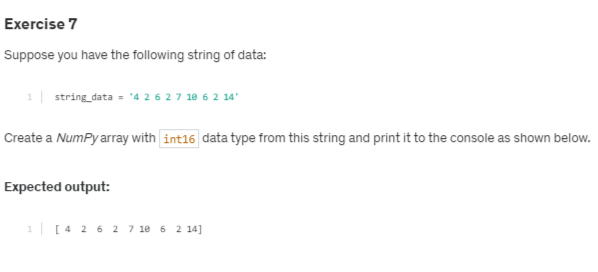 Exercise 7
Suppose you have the following string of data:
1 string_data = '4 2 6 2 7 10 6 2 14'
Create a NumPy array with int16 data type from this string and print it to the console as shown below.
Expected output:
1 [ 4  2  6  2  7 10  6  2 14]